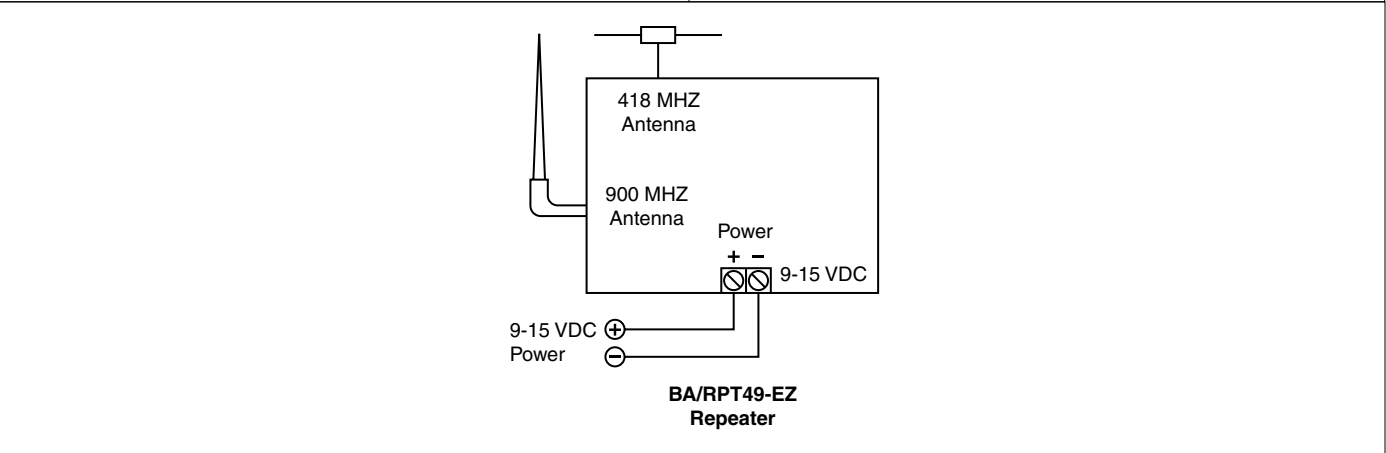 418 MHZ
Antenna
900 MHZ
Antenna
Power
+ −
9-15 VDC
9-15 VDC +
Power −
BA/RPT49-EZ
Repeater